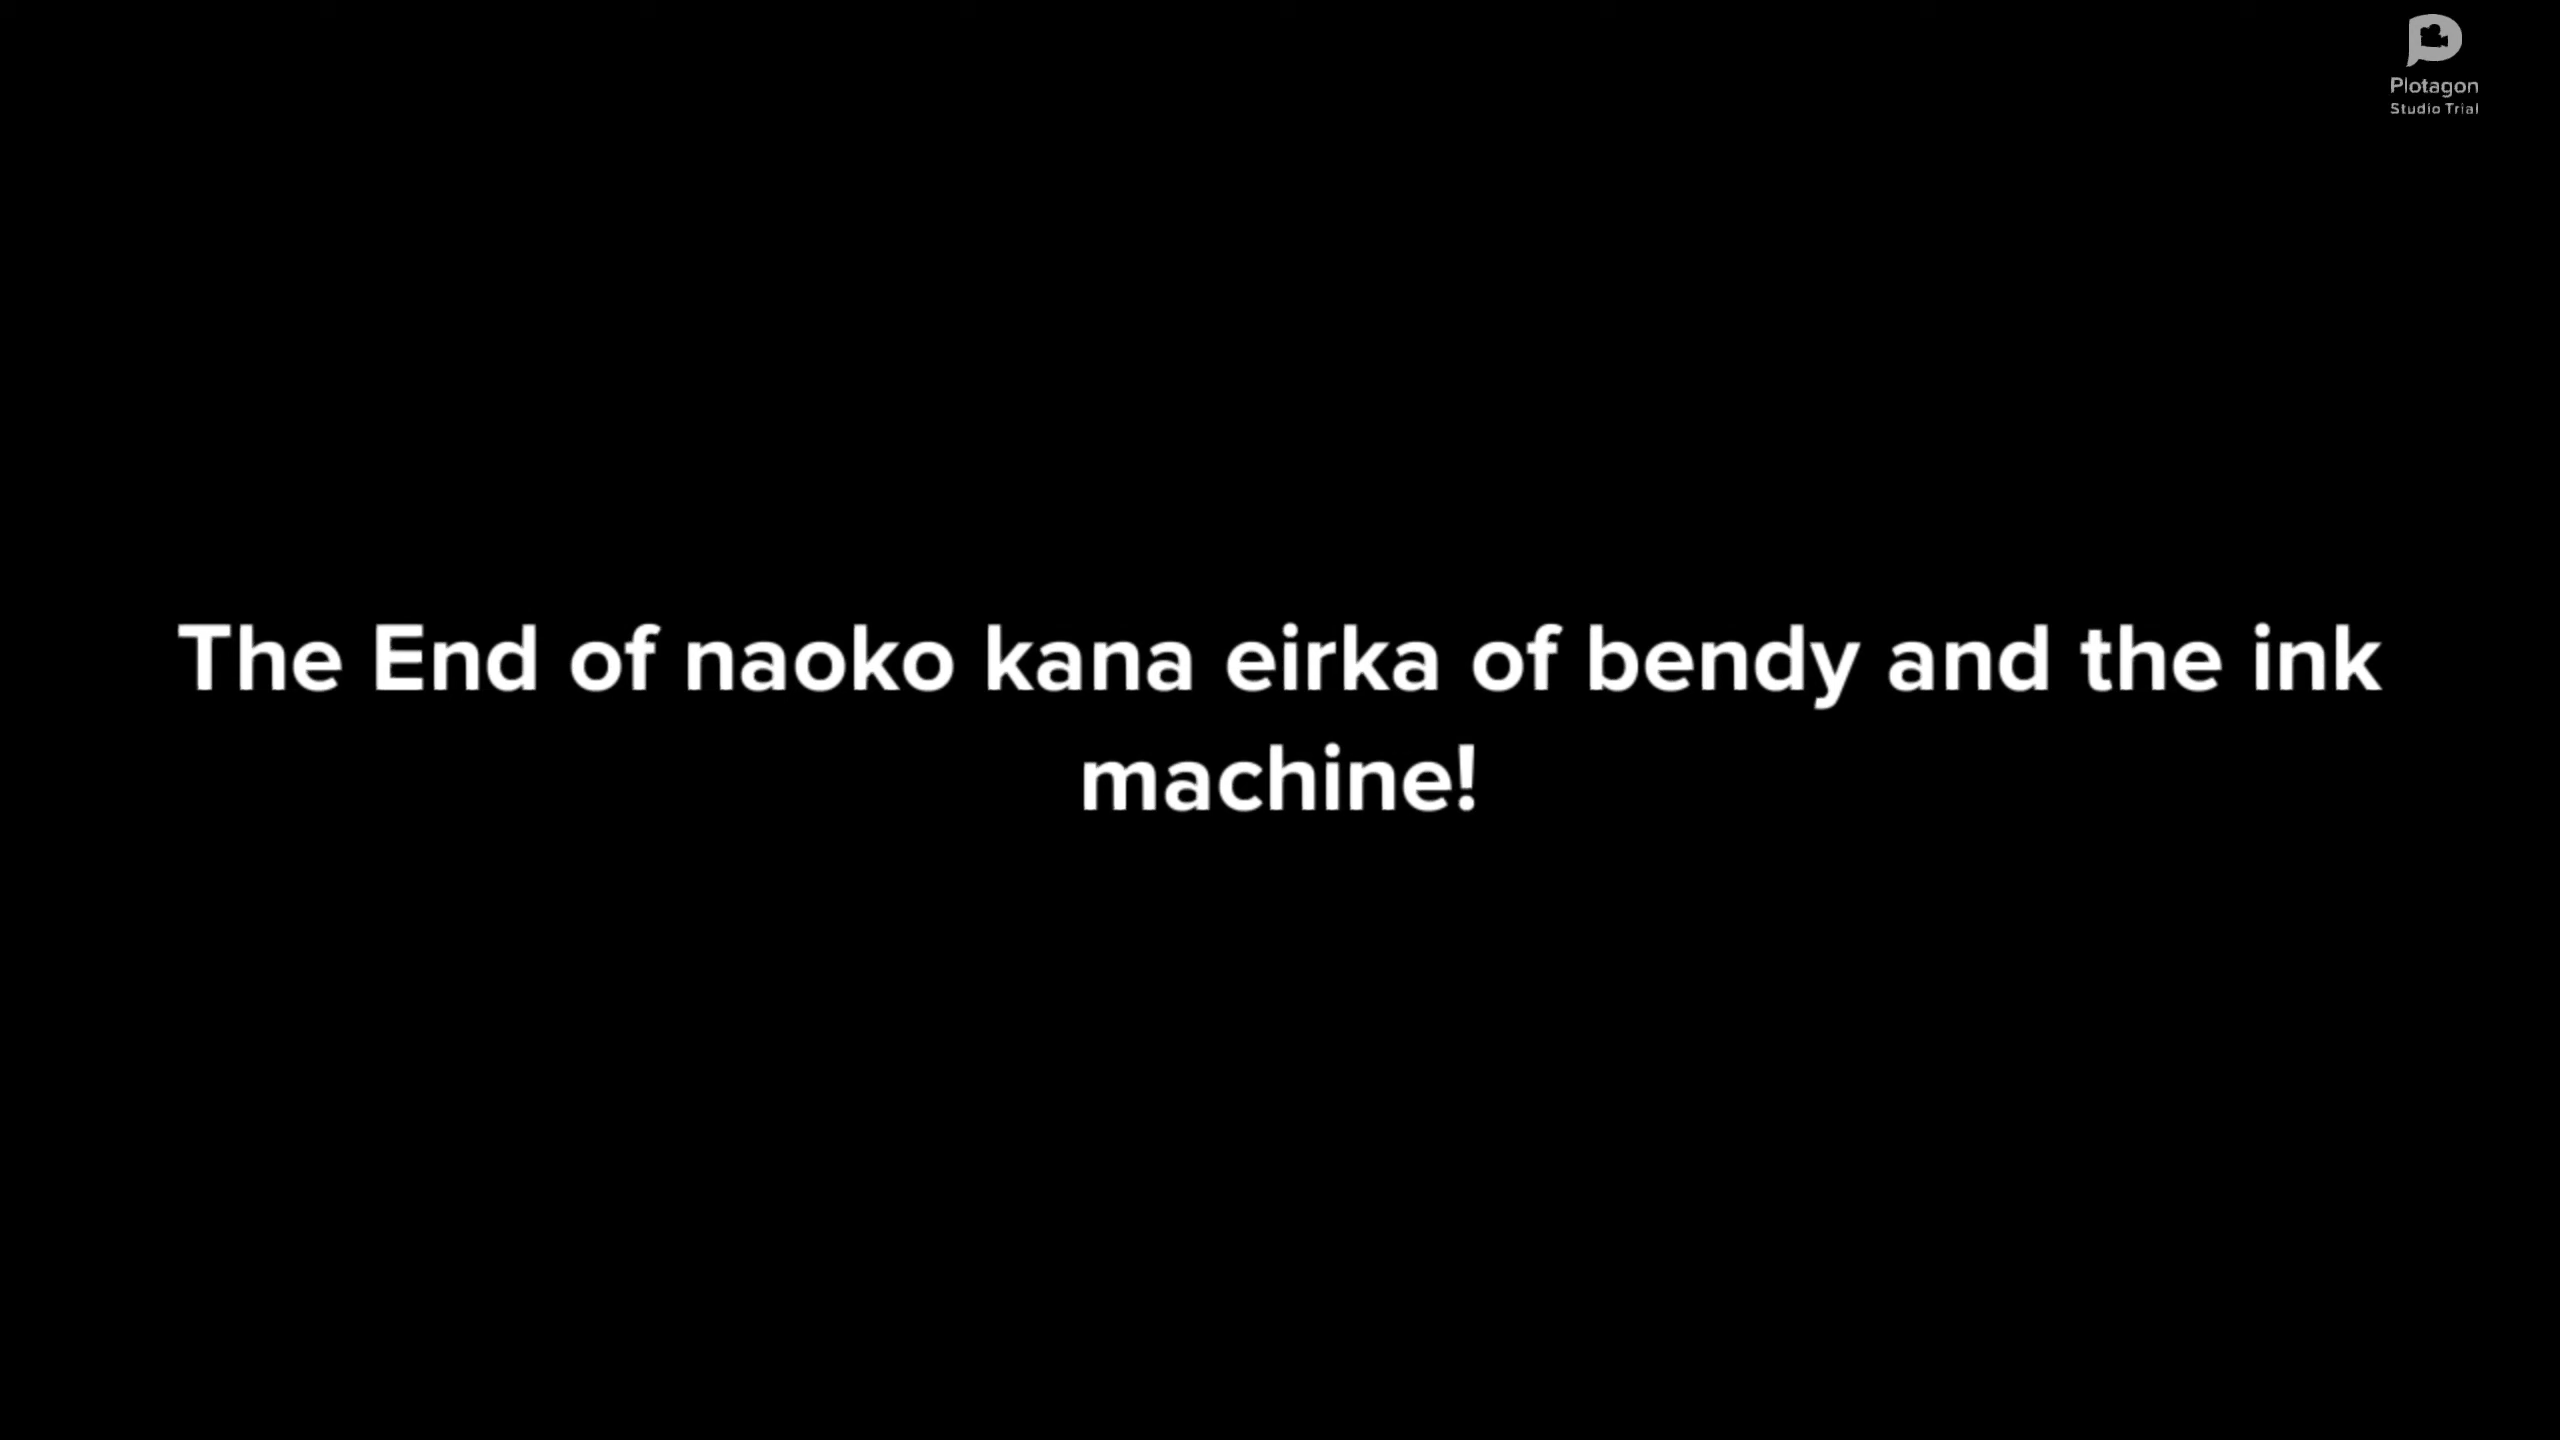 Plotagon
Studio Trial
The End of naoko kana eirka of bendy and the ink
machine!